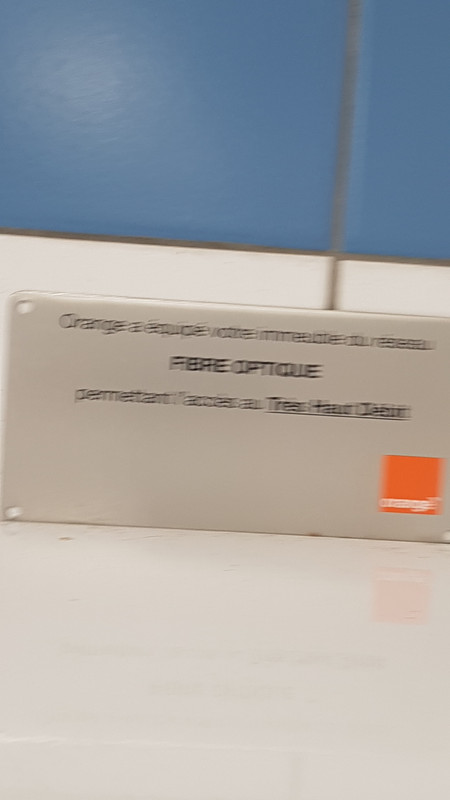 Orange a équipé votre immeuble du réseau
FIBRE OPTIQUE
permettant l'accès au Très Haut Débit
orange